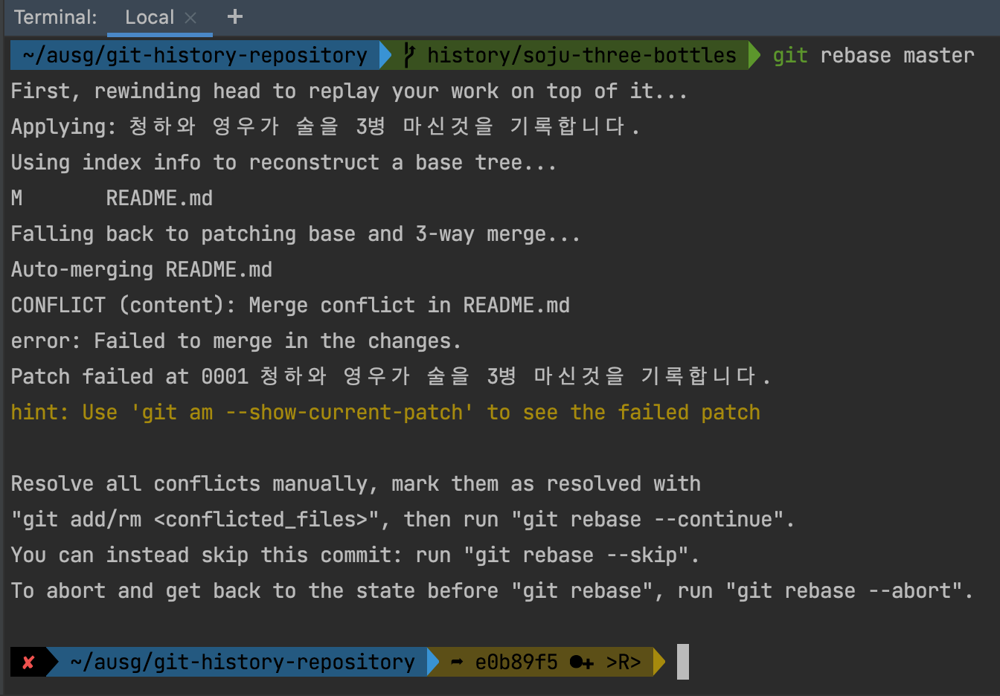 Terminal: Local × +
~/ausg/git-history-repository history/soju-three-bottles git rebase master
First, rewinding head to replay your work on top of it...
Applying: 청하와 영우가 술을 3병 마신것을 기록합니다.
Using index info to reconstruct a base tree...
M README.md
Falling back to patching base and 3-way merge...
Auto-merging README.md
CONFLICT (content): Merge conflict in README.md
error: Failed to merge in the changes.
Patch failed at 0001 청하와 영우가 술을 3병 마신것을 기록합니다.
hint: Use 'git am --show-current-patch' to see the failed patch
Resolve all conflicts manually, mark them as resolved with
"git add/rm <conflicted_files>", then run "git rebase --continue".
You can instead skip this commit: run "git rebase --skip".
To abort and get back to the state before "git rebase", run "git rebase --abort".
✘ ~/ausg/git-history-repository ➦ e0b89f5 ●✚ >R>